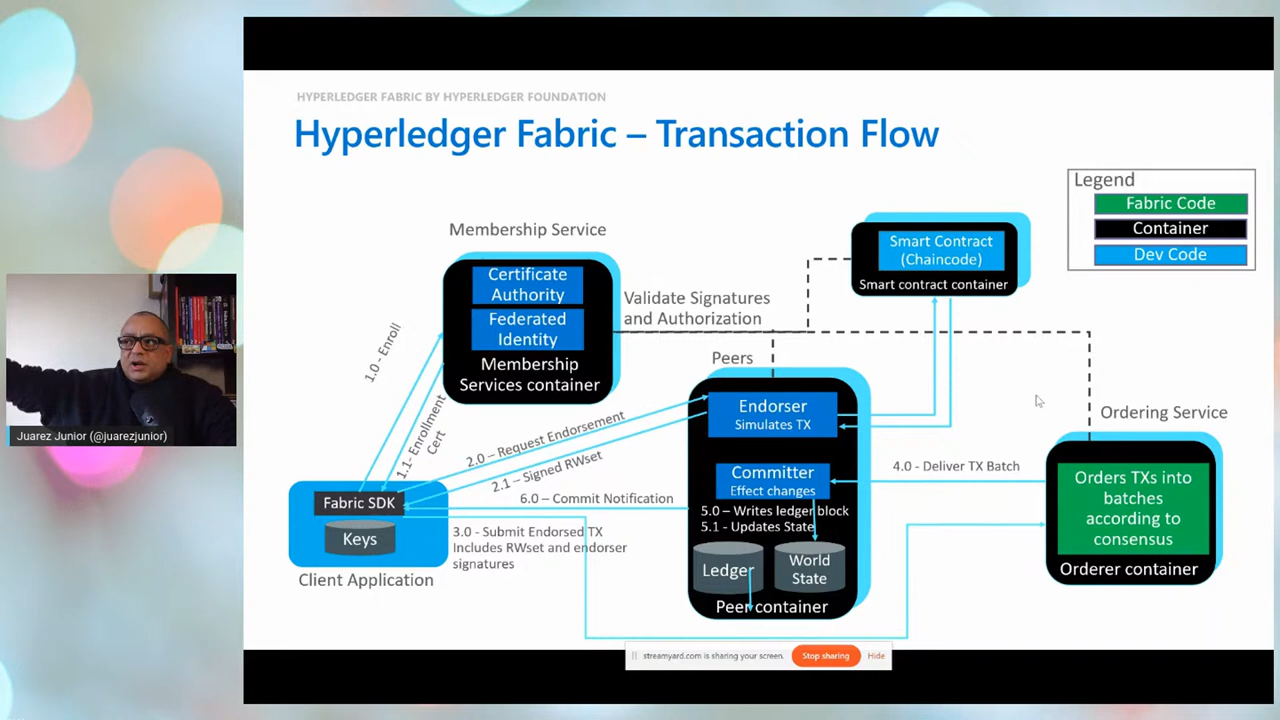 HYPERLEDGER FABRIC BY HYPERLEDGER FOUNDATION
Hyperledger Fabric – Transaction Flow
Legend
Fabric Code
Container
Dev Code
Membership Service
Certificate
Authority
Federated
Identity
Membership
Services container
Validate Signatures
and Authorization
Smart Contract
(Chaincode)
Smart contract container
1.0 - Enroll
1.1- Enrollment
Cert
Peers
Endorser
Simulates TX
2.0 – Request Endorsement
2.1 – Signed RWset
Committer
Effect changes
5.0 – Writes ledger block
5.1 - Updates State
Ledger
World
State
Peer container
4.0 - Deliver TX Batch
Ordering Service
Orders TXs into
batches
according to
consensus
Orderer container
6.0 – Commit Notification
Fabric SDK
Keys
Client Application
3.0 - Submit Endorsed TX
Includes RWset and endorser
signatures
Juarez Junior (@juarezjunior)
streamyard.com is sharing your screen.
Stop sharing
Hide